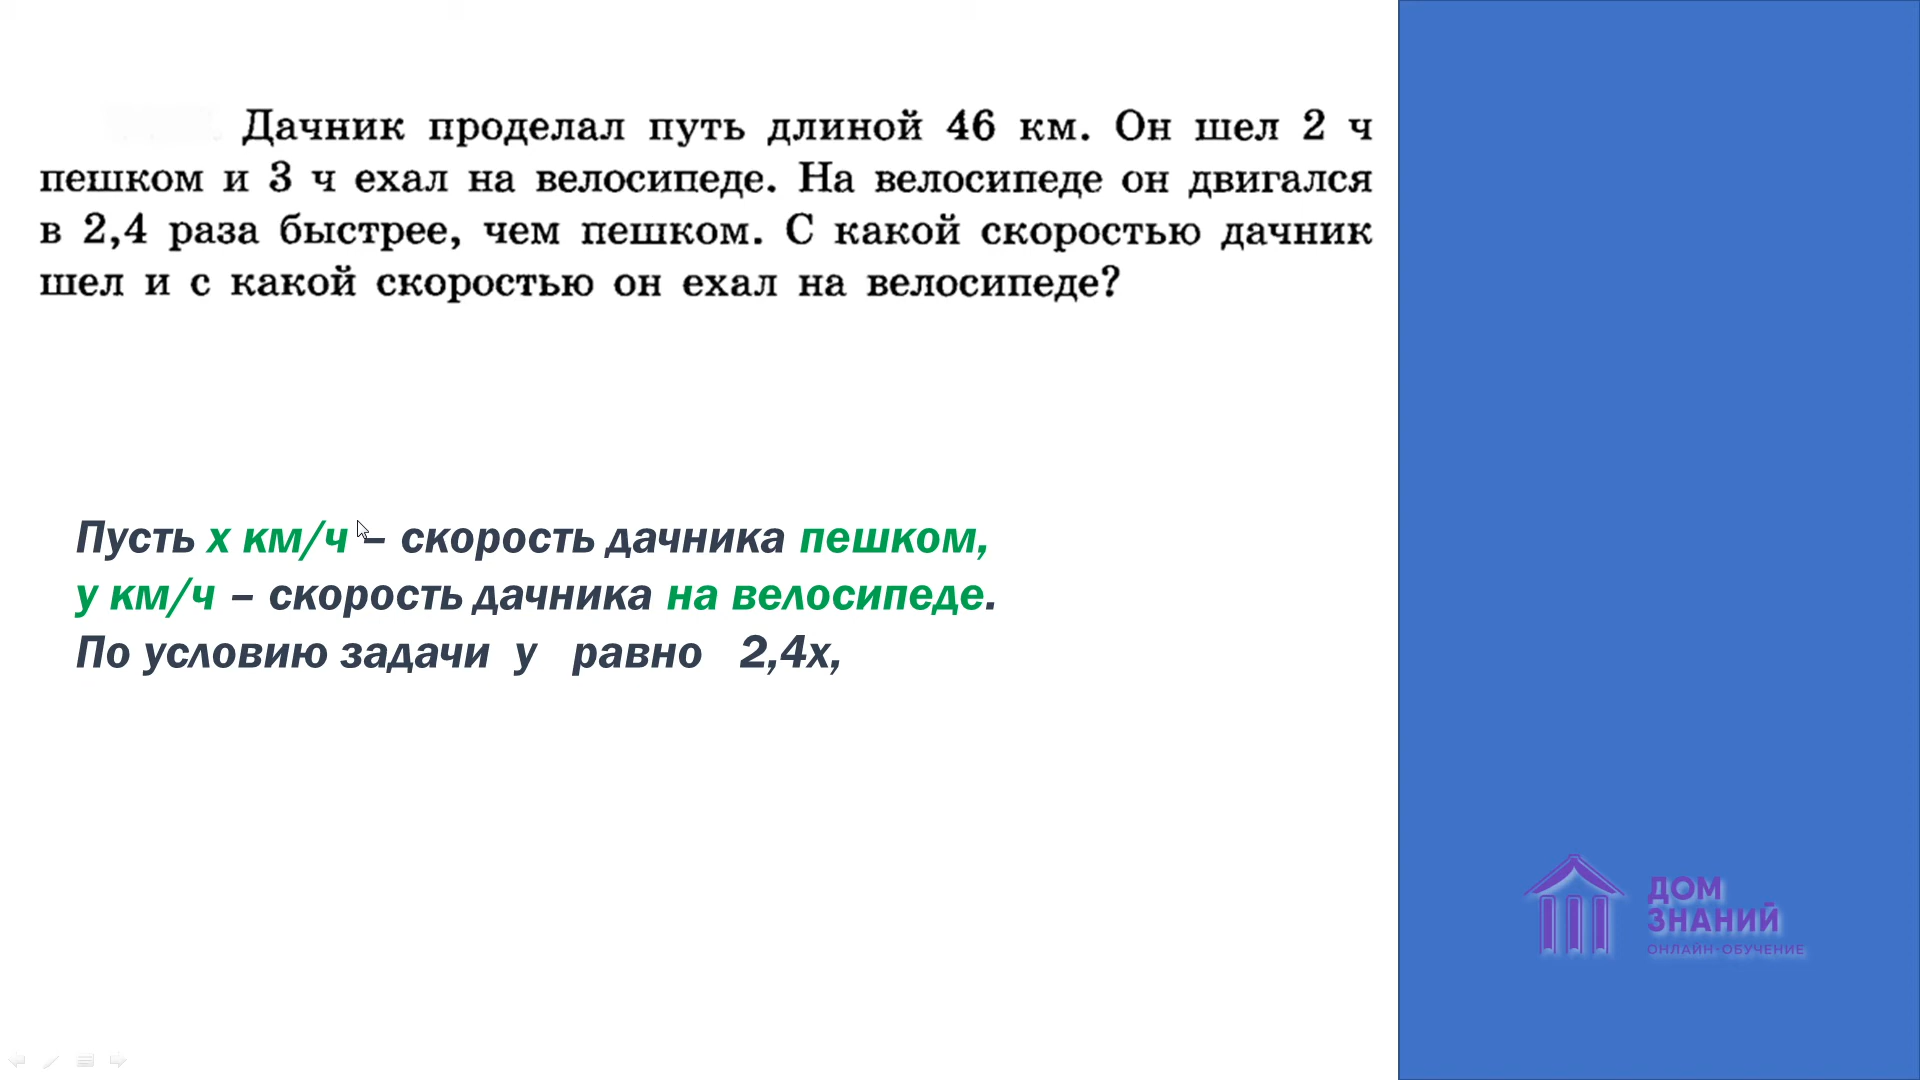 Дачник проделал путь длиной 46 км. Он шел 2 ч
пешком и 3 ч ехал на велосипеде. На велосипеде он двигался
в 2,4 раза быстрее, чем пешком. С какой скоростью дачник
шел и с какой скоростью он ехал на велосипеде?
Пусть х км/ч – скорость дачника пешком,
у км/ч – скорость дачника на велосипеде.
По условию задачи у равно 2,4х,
ДОМ
ЗНАНИЙ
ОНЛАЙН-ОБУЧЕНИЕ